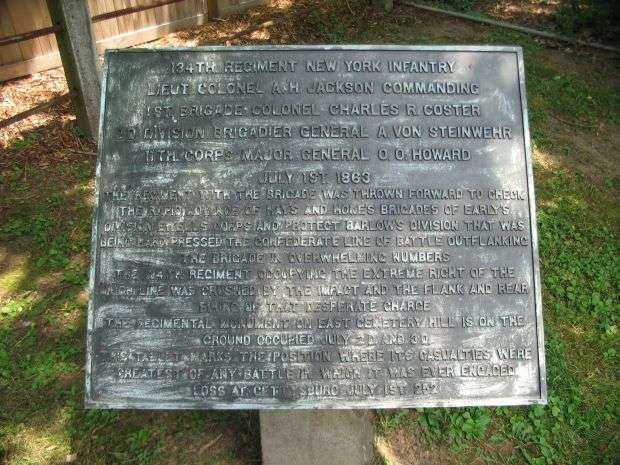 134TH REGIMENT NEW YORK INFANTRY
LIEUT COLONEL A·H JACKSON COMMANDING
1ST BRIGADE COLONEL CHARLES R. COSTER
2D DIVISION BRIGADIER GENERAL A. VON STEINWEHR
11TH CORPS MAJOR GENERAL O. O. HOWARD
JULY 1ST 1863
THE REGIMENT WITH THE BRIGADE WAS THROWN FORWARD TO CHECK
THE OF HAYS AND HOKE'S BRIGADES OF EARLY'S
DIVISION EWELL'S CORPS AND PROTECT BARLOW'S DIVISION THAT WAS
BEING HARD PRESSED THE CONFEDERATE LINE OF BATTLE OUTFLANKING
THE BRIGADE IN OVERWHELMING NUMBERS
THE 134TH REGIMENT OCCUPYING THE EXTREME RIGHT OF THE
LINE WAS CRUSHED BY THE IMPACT AND THE FLANK AND REAR
OF THAT DESPERATE CHARGE
THE REGIMENTAL MONUMENT ON EAST CEMETERY HILL IS ON THE
GROUND OCCUPIED JULY 2D AND 3D
THIS TABLET MARKS THE POSITION WHERE ITS CASUALTIES WERE
GREATEST OF ANY BATTLE IN WHICH IT WAS EVER ENGAGED
LOSS AT GETTYSBURG JULY 1ST 252